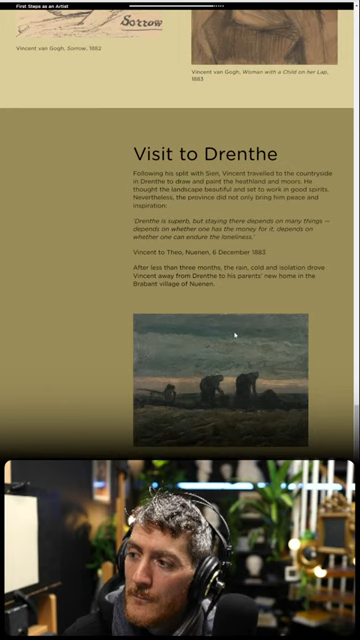 First Steps as an Artist
Sorrow
Vincent van Gogh, Sorrow, 1882
Vincent van Gogh, Woman with a Child on her Lap,
1883
Visit to Drenthe
Following his split with Sien, Vincent travelled to the countryside
in Drenthe to draw and paint the heathland and moors. He
thought the landscape beautiful and set to work in good spirits.
Nevertheless, the province did not only bring him peace and
inspiration:
‘Drenthe is superb, but staying there depends on many things —
depends on whether one has the money for it, depends on
whether one can endure the loneliness.’
Vincent to Theo, Nuenen, 6 December 1883
After less than three months, the rain, cold and isolation drove
Vincent away from Drenthe to his parents’ new home in the
Brabant village of Nuenen.